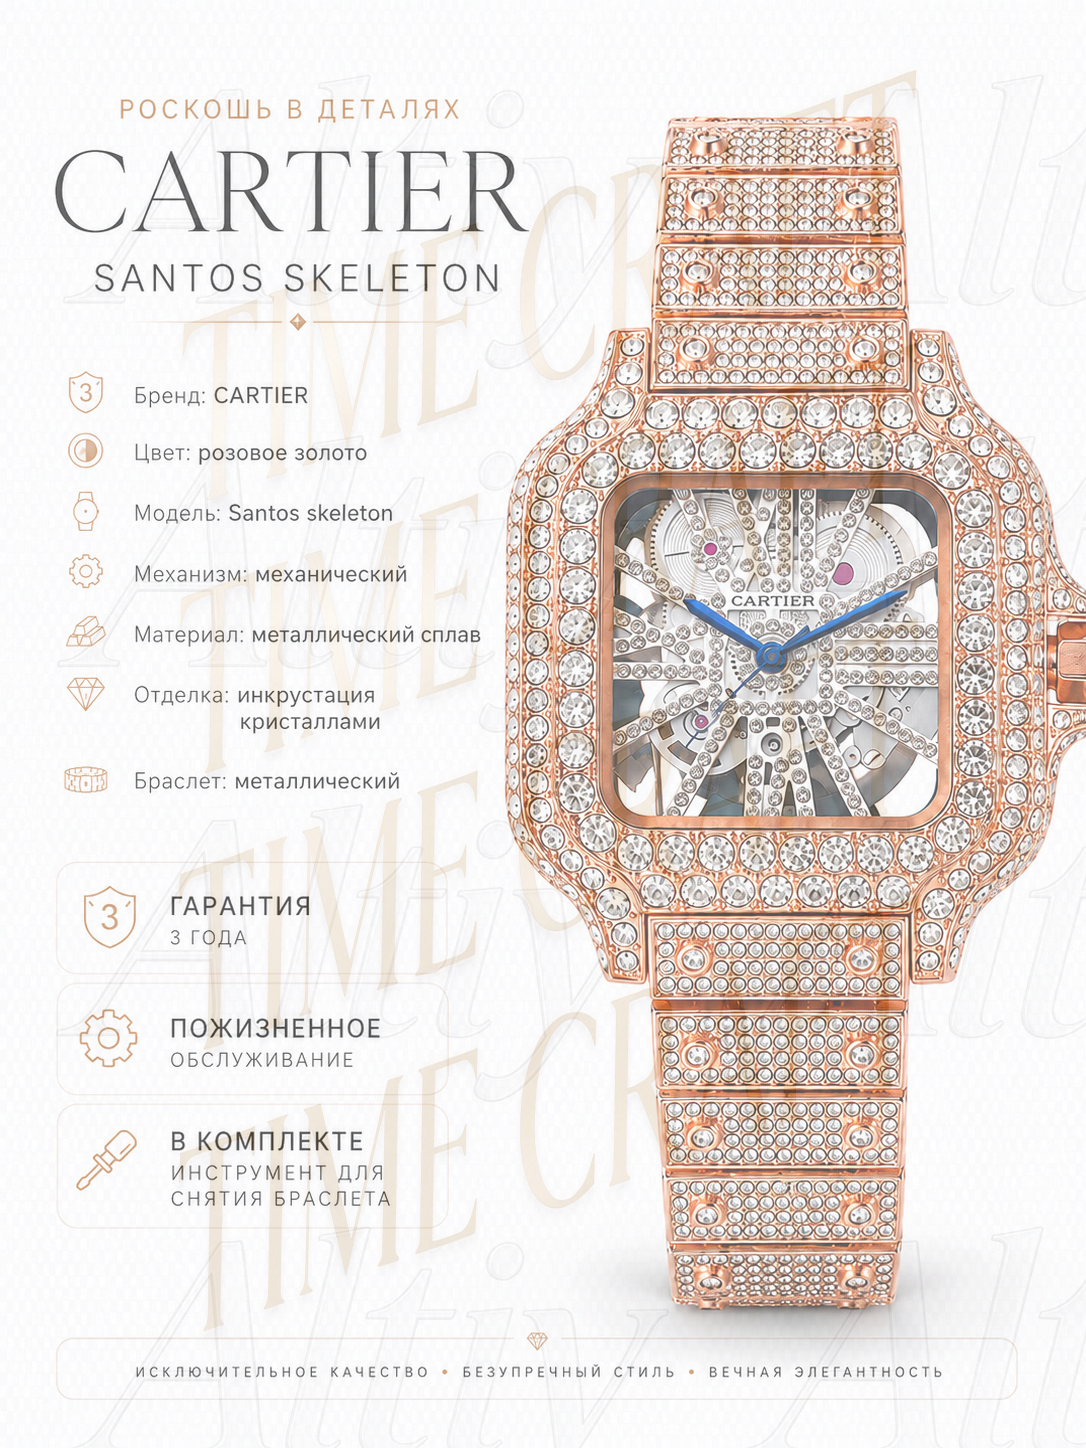 РОСКОШЬ В ДЕТАЛЯХ
CARTIER
SANTOS SKELETON
3
Бренд: CARTIER
Цвет: розовое золото
Модель: Santos skeleton
Механизм: механический
Материал: металлический сплав
Отделка: инкрустация
кристаллами
Браслет: металлический
CARTIER
3
ГАРАНТИЯ
3 ГОДА
ПОЖИЗНЕННОЕ
ОБСЛУЖИВАНИЕ
В КОМПЛЕКТЕ
ИНСТРУМЕНТ ДЛЯ
СНЯТИЯ БРАСЛЕТА
ИСКЛЮЧИТЕЛЬНОЕ КАЧЕСТВО • БЕЗУПРЕЧНЫЙ СТИЛЬ • ВЕЧНАЯ ЭЛЕГАНТНОСТЬ